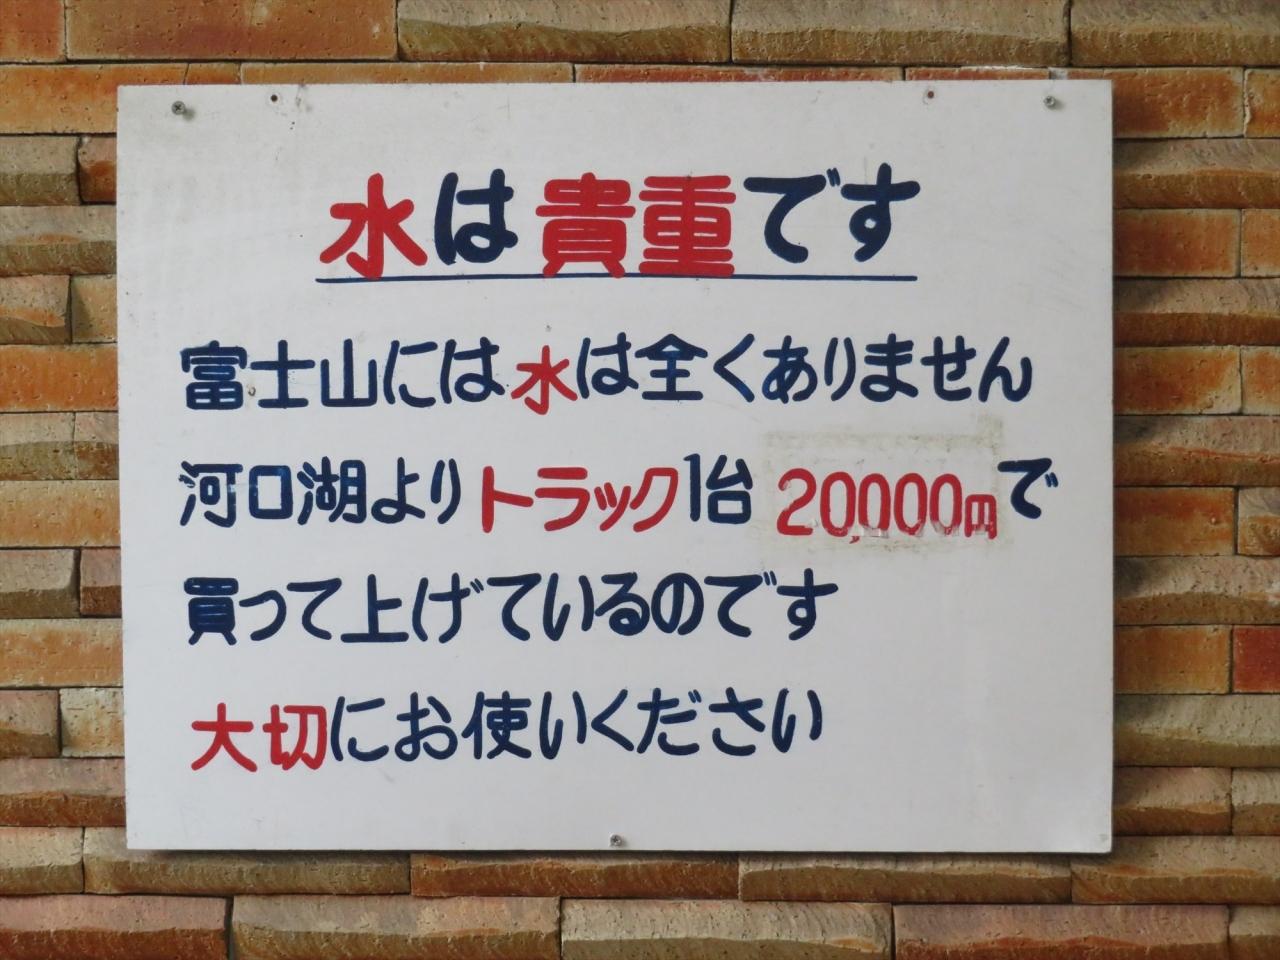 水は貴重です
富士山には水は全くありません
河口湖よりトラック1台 20,000円で
買って上げているのです
大切にお使いください